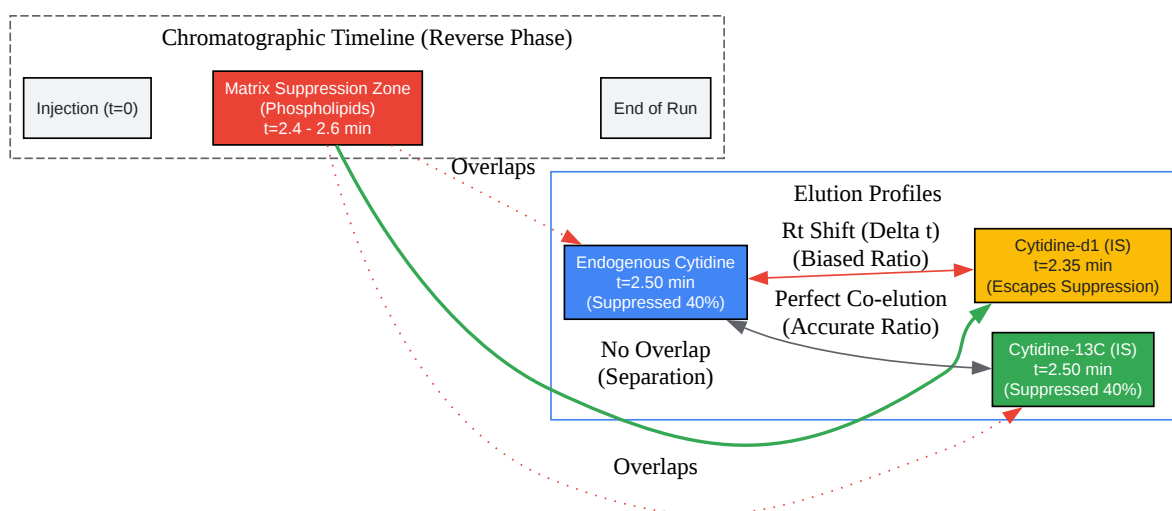 Chromatographic Timeline (Reverse Phase)
Injection (t=0)
Matrix Suppression Zone
(Phospholipids)
t=2.4 - 2.6 min
End of Run
Overlaps
Elution Profiles
Rt Shift (Delta t)
(Biased Ratio)
Endogenous Cytidine
t=2.50 min
(Suppressed 40%)
Cytidine-d1 (IS)
t=2.35 min
(Escapes Suppression)
Perfect Co-elution
(Accurate Ratio)
No Overlap
(Separation)
Cytidine-13C (IS)
t=2.50 min
(Suppressed 40%)
Overlaps